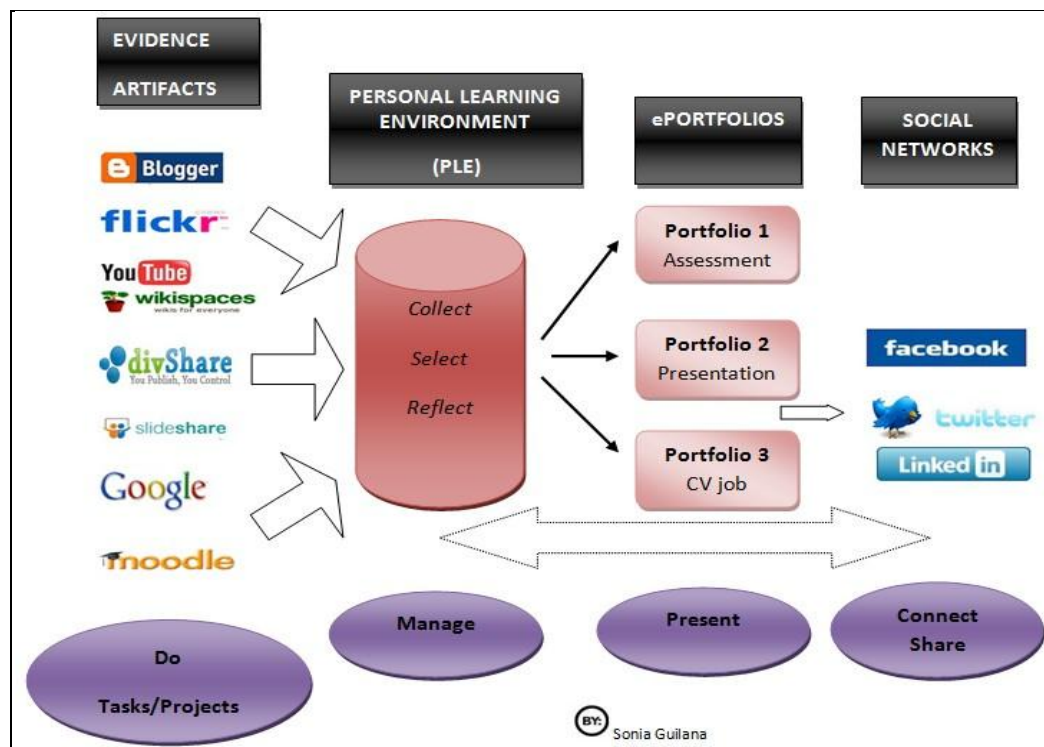 EVIDENCE
ARTIFACTS
PERSONAL LEARNING
ENVIRONMENT
(PLE)
ePORTFOLIOS
SOCIAL
NETWORKS
Blogger
flickr
YouTube
wikispaces
wikis for everyone
divShare
You Publish, You Control
slideshare
Google
moodle
Collect
Select
Reflect
Portfolio 1
Assessment
Portfolio 2
Presentation
Portfolio 3
CV job
facebook
twitter
Linked in
Do
Tasks/Projects
Manage
Present
Connect
Share
BY:
Sonia Guilana